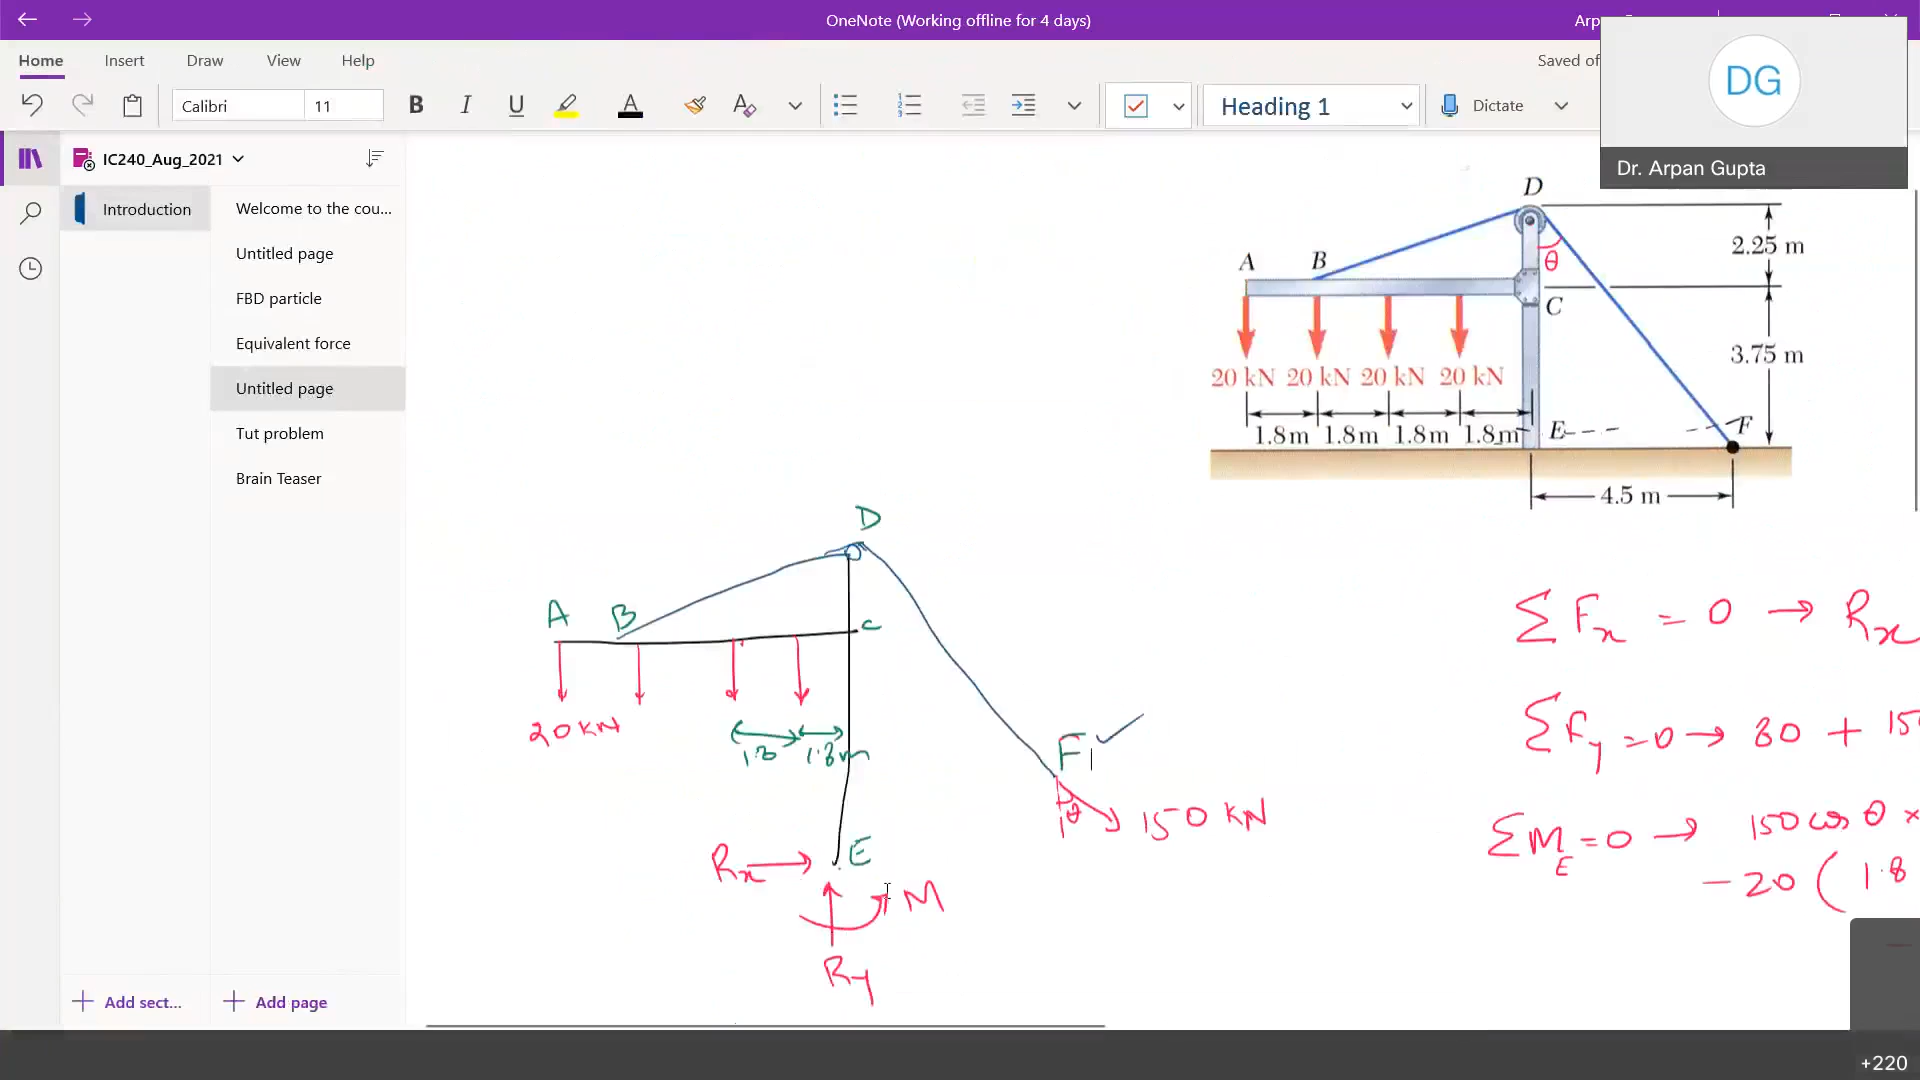 OneNote (Working offline for 4 days)
Arp
Home Insert Draw View Help
Saved of
DG
Calibri 11 B I U A Heading 1 Dictate
Dr. Arpan Gupta
IC240_Aug_2021
Introduction
Welcome to the cou...
Untitled page
FBD particle
Equivalent force
Untitled page
Tut problem
Brain Teaser
Add sect...
Add page
D
2.25 m
A B
θ
C
3.75 m
20 kN 20 kN 20 kN 20 kN
1.8m 1.8m 1.8m 1.8m
E F
4.5 m
D
A B
C
20 KN
1.8 1.8m
F
θ 150 KN
E
Rx
M
Ry
Σ Fx = 0 → Rx
Σ Fy = 0 → 80 + 15
Σ ME = 0 → 150 cos θ ×
- 20 ( 1.8
+220